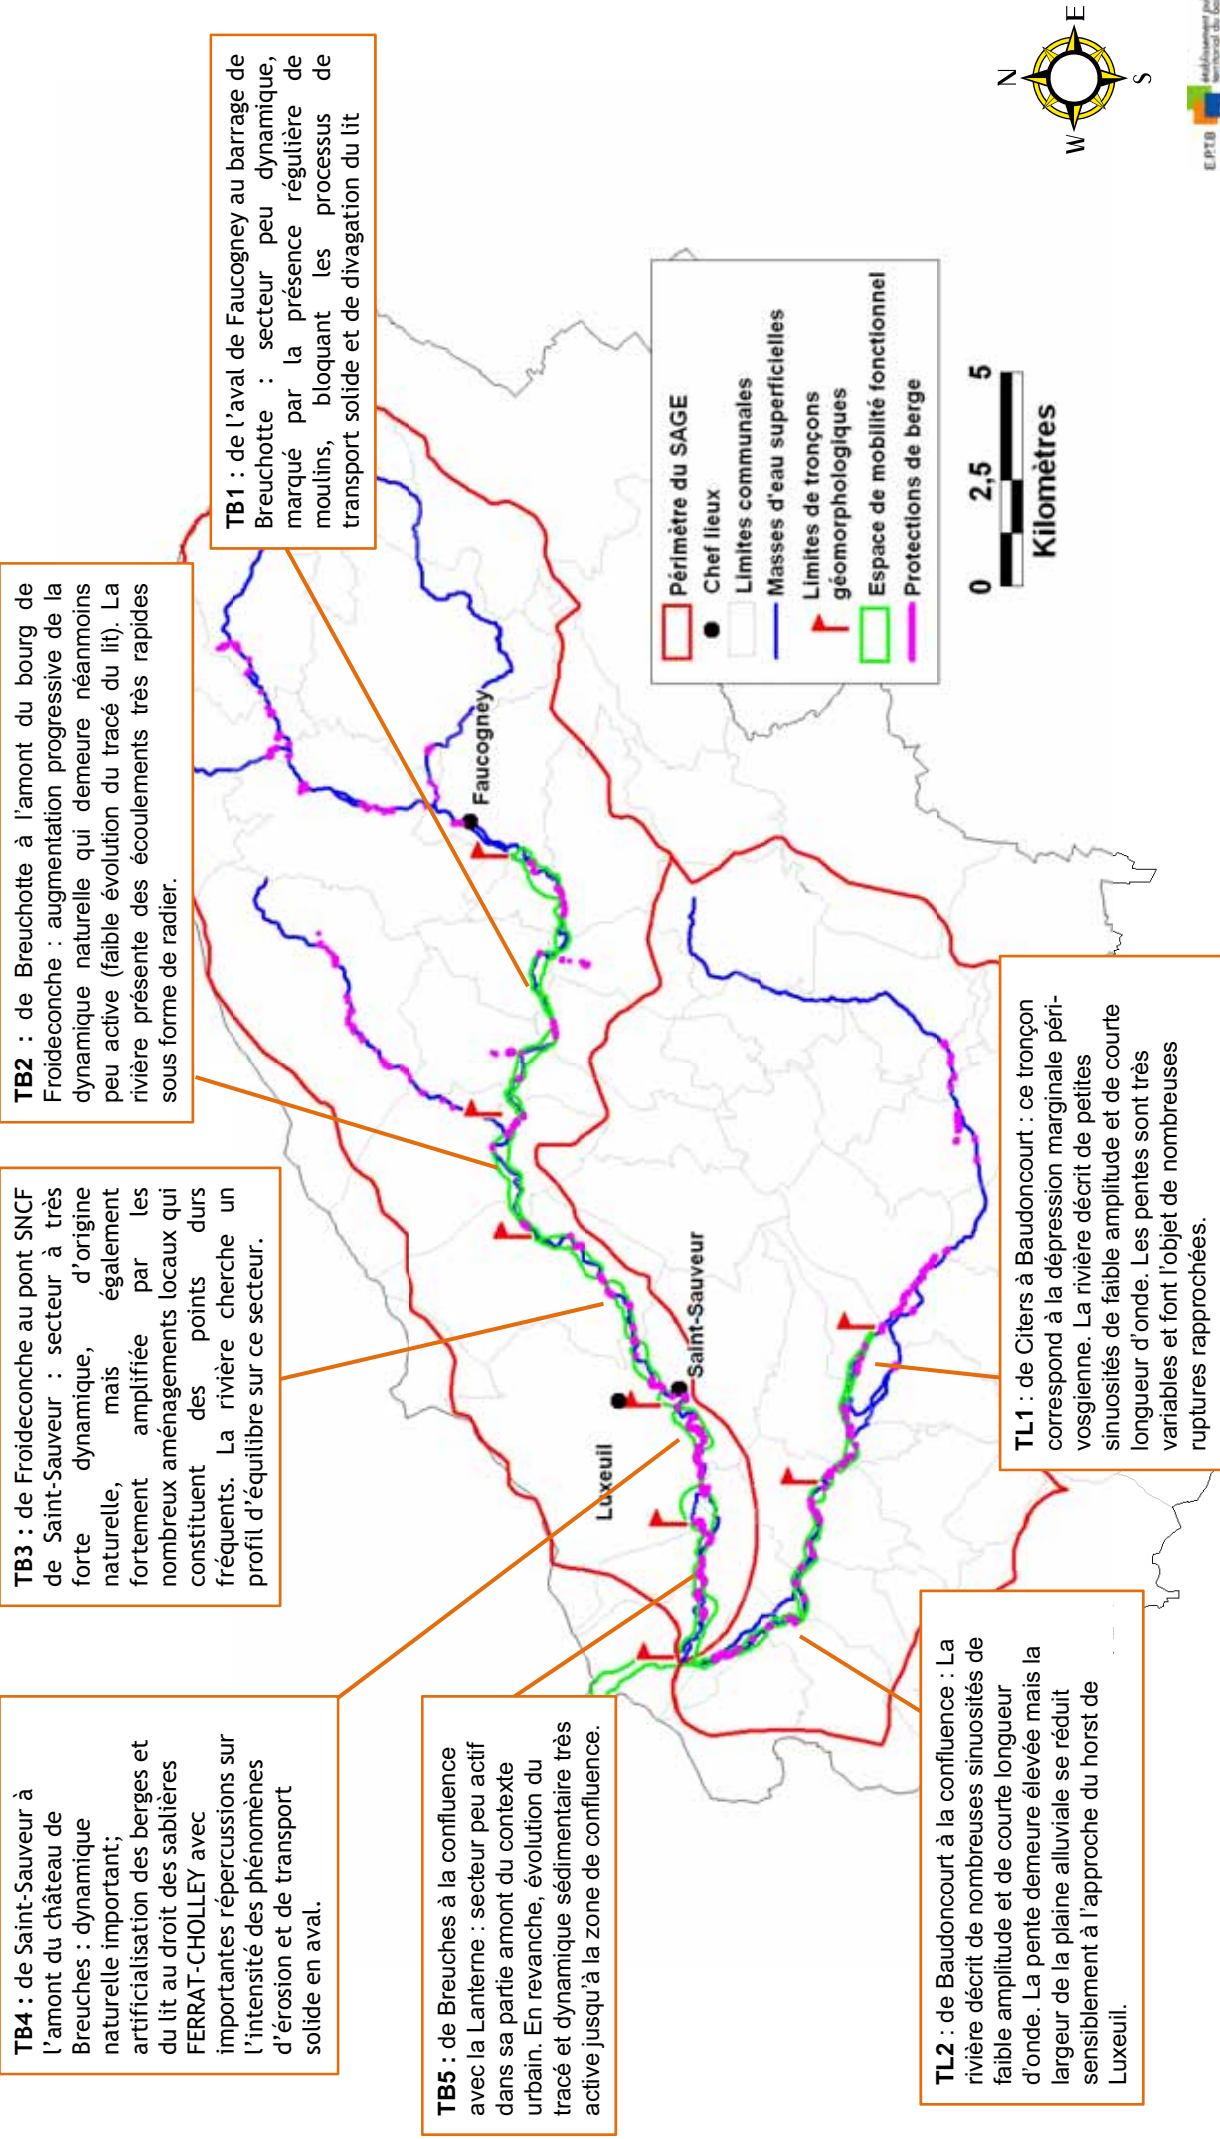 TB4 : de Saint-Sauveur à
l'amont du château de
Breuches : dynamique
naturelle important;
artificialisation des berges et
du lit au droit des sablières
FERRAT-CHOLLEY avec
importantes répercussions sur
l'intensité des phénomènes
d'érosion et de transport
solide en aval.
TB3 : de Froideconche au pont SNCF
de Saint-Sauveur : secteur à très
forte dynamique, d'origine
naturelle, mais également
fortement amplifiée par les
nombreux aménagements locaux qui
constituent des points durs
fréquents. La rivière cherche un
profil d'équilibre sur ce secteur.
TB2 : de Breuchotte à l'amont du bourg de
Froideconche : augmentation progressive de la
dynamique naturelle qui demeure néanmoins
peu active (faible évolution du tracé du lit). La
rivière présente des écoulements très rapides
sous forme de radier.
TB1 : de l'aval de Faucogney au barrage de
Breuchotte : secteur peu dynamique,
marqué par la présence régulière de
moulins, bloquant les processus de
transport solide et de divagation du lit
TB5 : de Breuches à la confluence
avec la Lanterne : secteur peu actif
dans sa partie amont du contexte
urbain. En revanche, évolution du
tracé et dynamique sédimentaire très
active jusqu'à la zone de confluence.
Luxeuil
Saint-Sauveur
Faucogney
Périmètre du SAGE
Chef lieux
Limites communales
Masses d'eau superficielles
Limites de tronçons
géomorphologiques
Espace de mobilité fonctionnel
Protections de berge
0 2,5 5
Kilomètres
TL2 : de Baudoncourt à la confluence : La
rivière décrit de nombreuses sinuosités de
faible amplitude et de courte longueur
d'onde. La pente demeure élevée mais la
largeur de la plaine alluviale se réduit
sensiblement à l'approche du horst de
Luxeuil.
TL1 : de Citers à Baudoncourt : ce tronçon
correspond à la dépression marginale péri-
vosgienne. La rivière décrit de petites
sinuosités de faible amplitude et de courte
longueur d'onde. Les pentes sont très
variables et font l'objet de nombreuses
ruptures rapprochées.
N
W E
S
E.P.T.B
établissement
territorial du